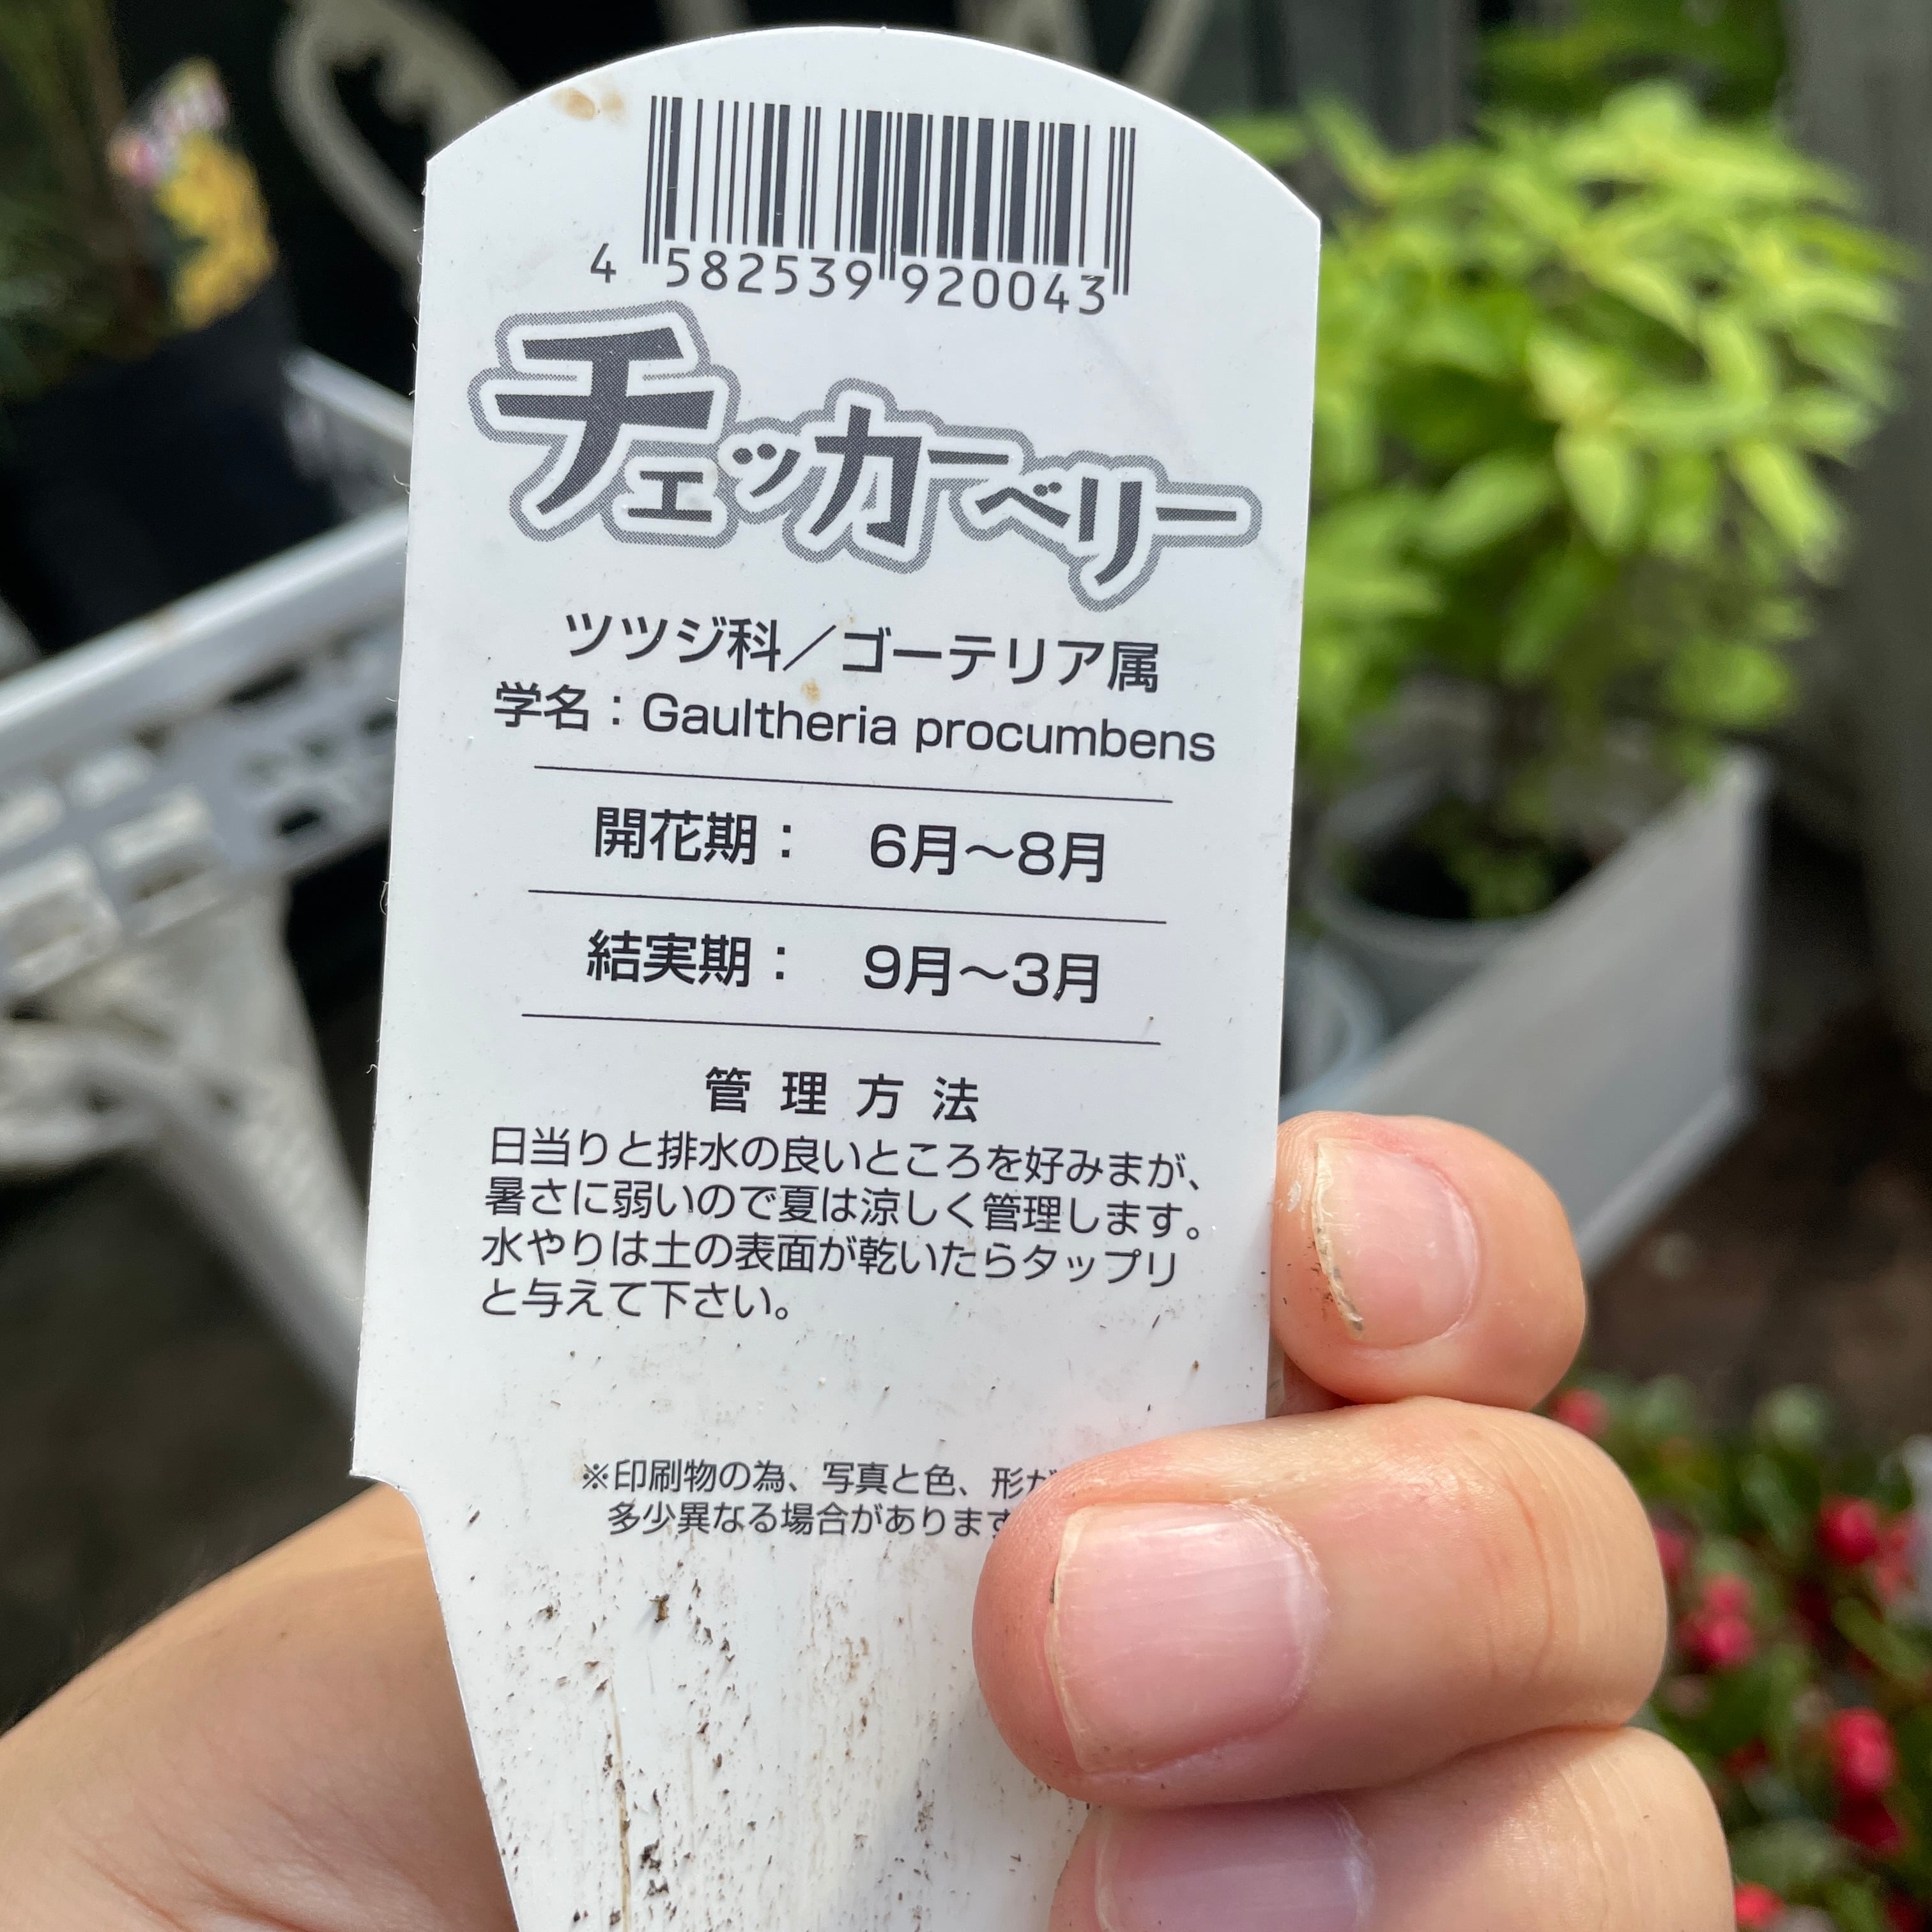 4 582539 920043
チェッカーベリー
ツツジ科／ゴーテリア属
学名：Gaultheria procumbens
開花期： 6月〜8月
結実期： 9月〜3月
管理方法
日当りと排水の良いところを好みまが、
暑さに弱いので夏は涼しく管理します。
水やりは土の表面が乾いたらタップリ
と与えて下さい。
※印刷物の為、写真と色、形が
多少異なる場合があります